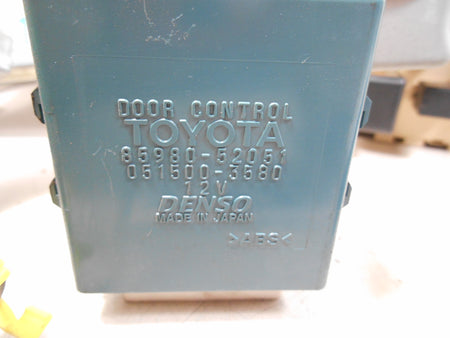 DOOR CONTROL
TOYOTA
85980-52051
051500-3580
12V
DENSO
MADE IN JAPAN
>ABS<